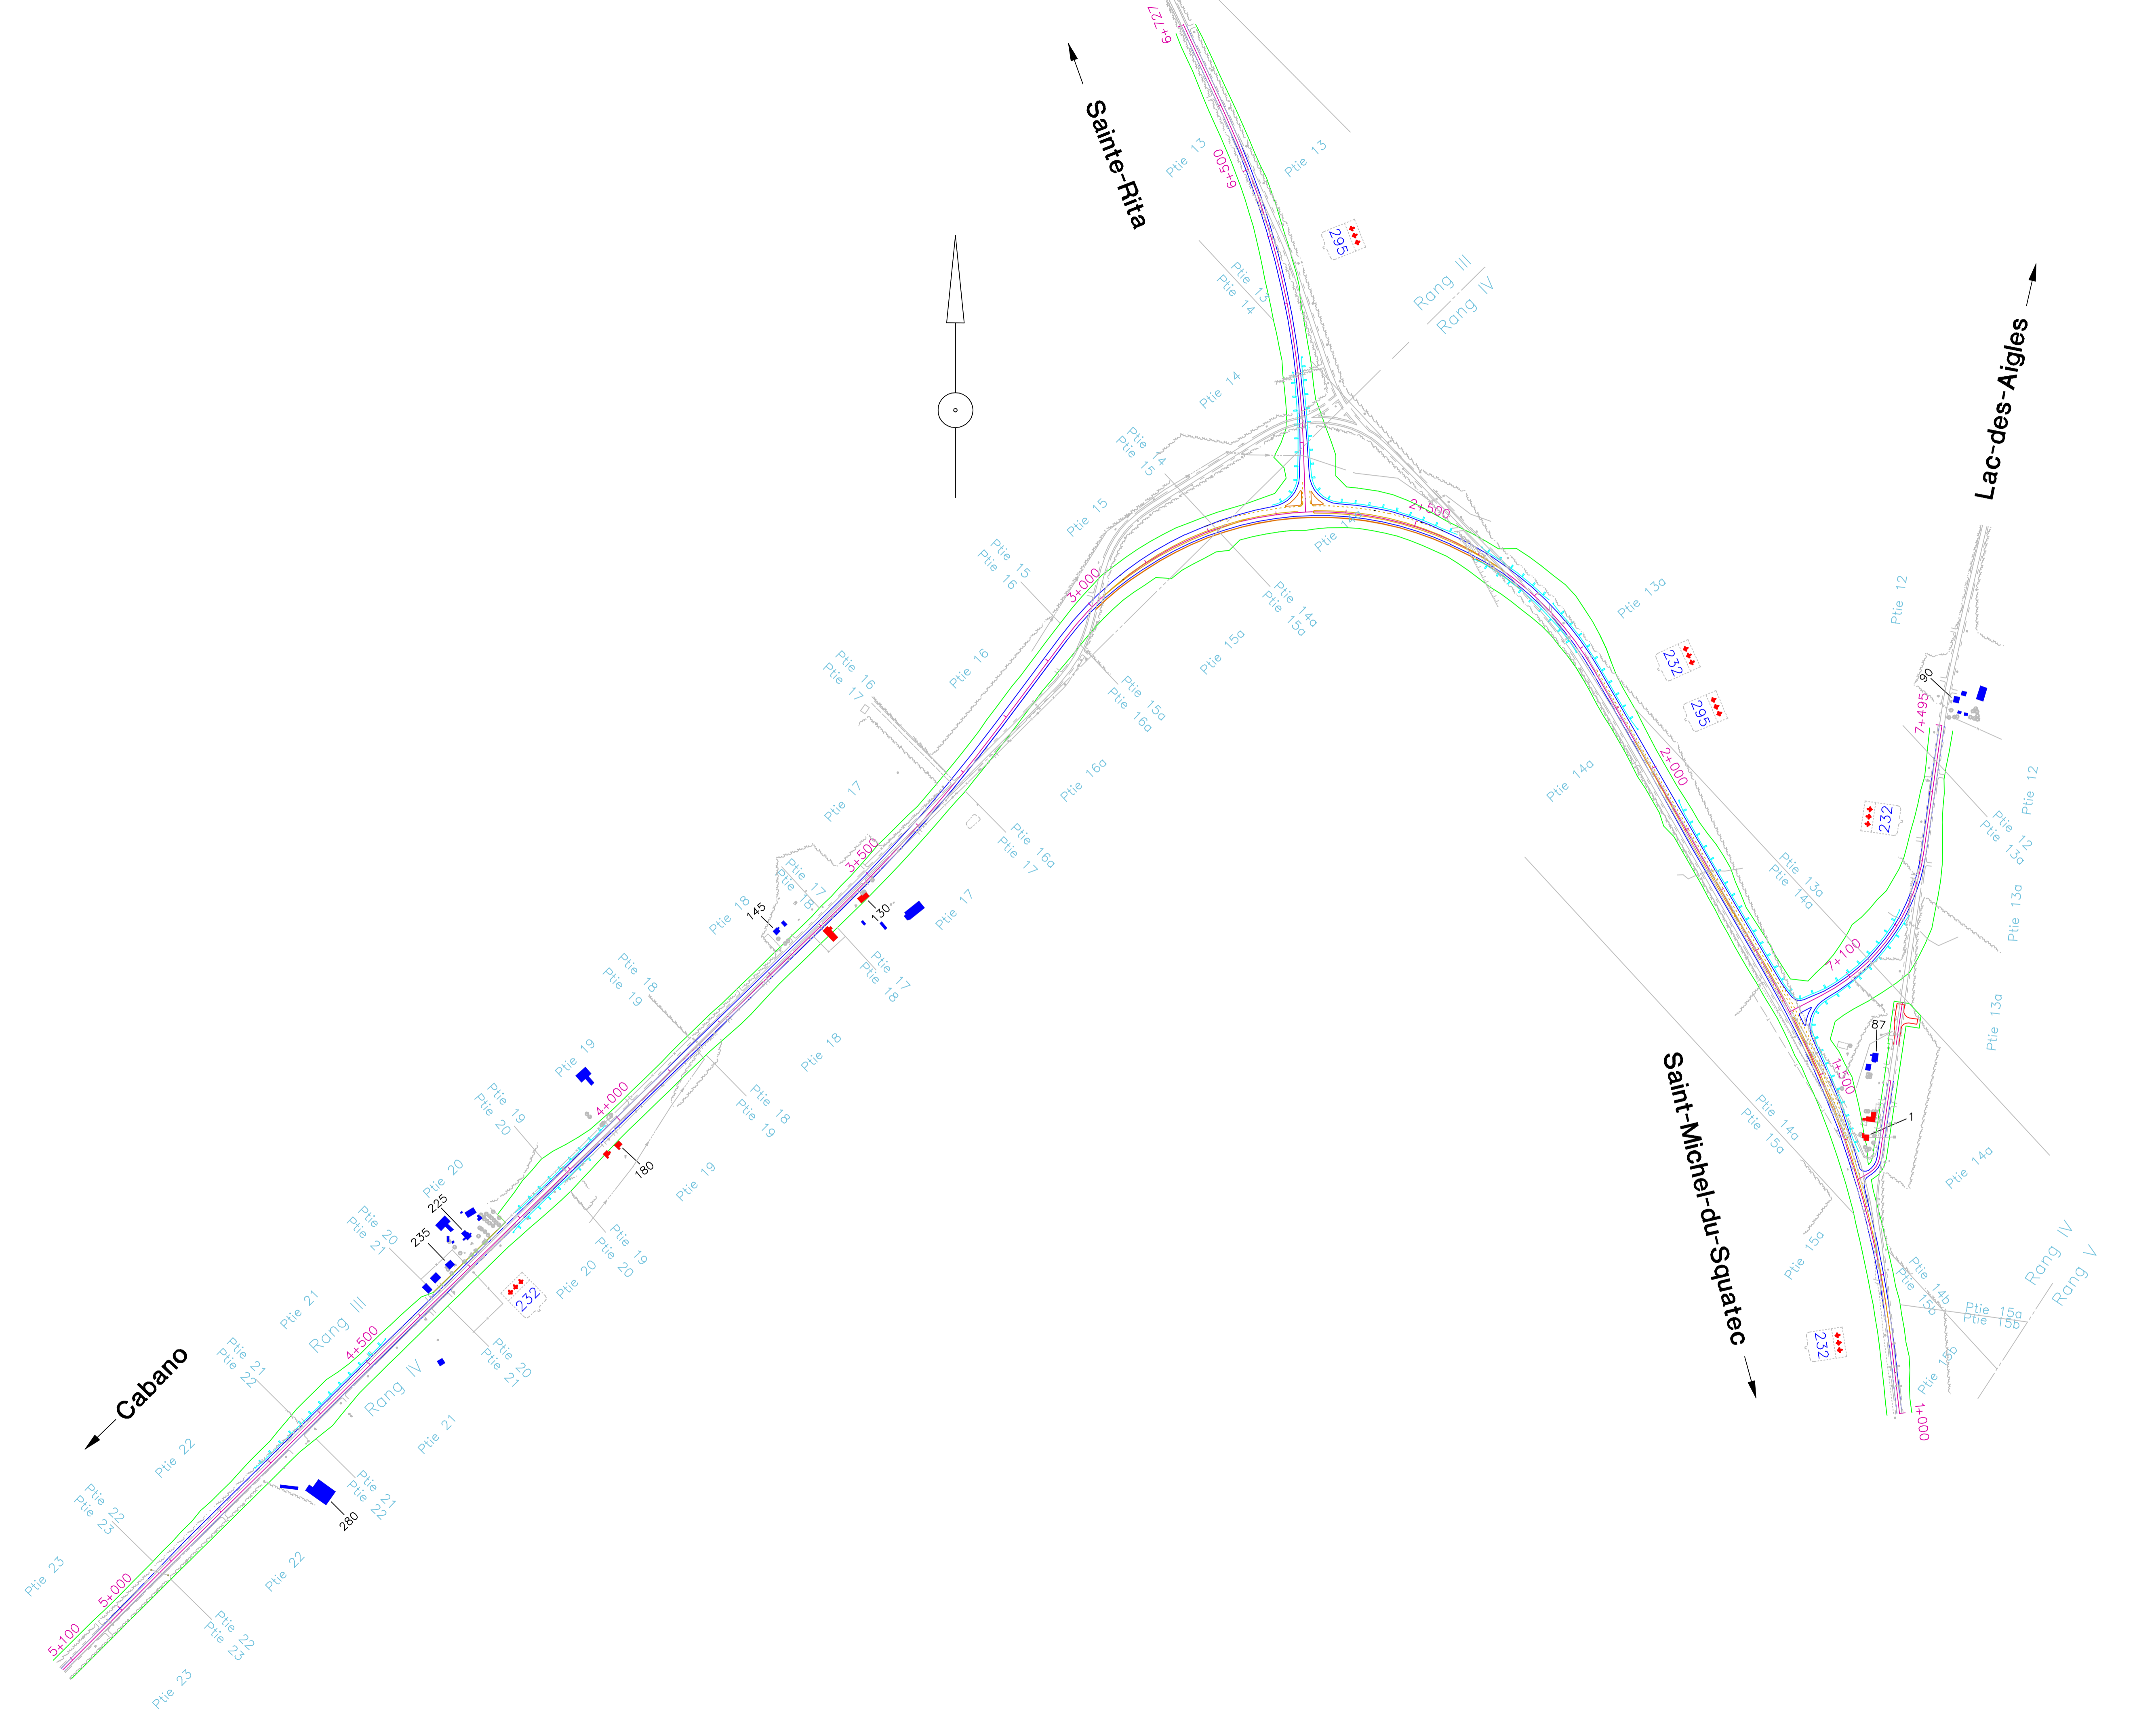 6+727
Sainte-Rita
Ptie 13
Ptie 13
6+500
295
Ptie 13
Ptie 14
Rang III
Rang IV
Lac-des-Aigles
Ptie 14
Ptie 14
Ptie 15
Ptie 15
2+500
Ptie
Ptie 15
Ptie 16
3+000
Ptie 14a
Ptie 15a
Ptie 13a
Ptie 12
Ptie 15a
232
295
90
7+495
Ptie 16
Ptie 16
Ptie 17
Ptie 15a
Ptie 16a
2+000
Ptie 16a
Ptie 14a
Ptie 12
232
Ptie 12
Ptie 13a
Ptie 17
3+500
Ptie 16a
Ptie 17
Ptie 17
Ptie 18
Ptie 13a
Ptie 14a
145
Ptie 18
130
Ptie 17
Ptie 13a
7+100
Ptie 18
Ptie 19
Ptie 17
Ptie 18
Ptie 13a
87
Ptie 19
Ptie 18
1+500
Saint-Michel-du-Squatec
4+000
Ptie 19
Ptie 20
Ptie 18
Ptie 19
Ptie 14a
Ptie 15a
1
180
Ptie 19
Ptie 14a
Ptie 20
225
235
Ptie 20
Ptie 21
Ptie 19
Ptie 20
Ptie 20
Ptie 15a
Rang IV
Rang V
232
Ptie 14b
Ptie 15b
Ptie 15a
Ptie 15b
Ptie 21
Rang III
4+500
232
Ptie 21
Ptie 22
Ptie 20
Ptie 21
Rang IV
Ptie 15b
Cabano
1+000
Ptie 21
Ptie 22
Ptie 22
Ptie 23
Ptie 21
Ptie 22
280
Ptie 23
Ptie 22
5+000
5+100
Ptie 22
Ptie 23
Ptie 23